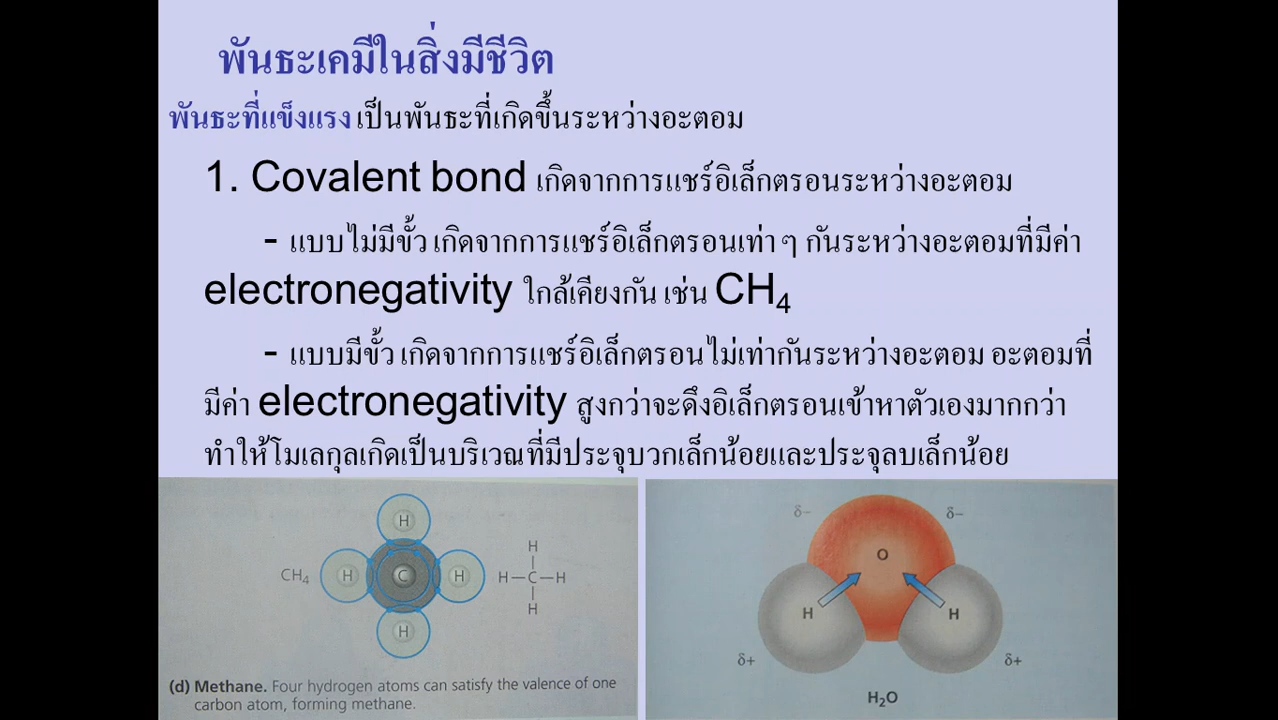 พันธะเคมีในสิ่งมีชีวิต
พันธะที่แข็งแรง เป็นพันธะที่เกิดขึ้นระหว่างอะตอม
1. Covalent bond เกิดจากการแชร์อิเล็กตรอนระหว่างอะตอม
- แบบไม่มีขั้ว เกิดจากการแชร์อิเล็กตรอนเท่าๆ กันระหว่างอะตอมที่มีค่า
electronegativity ใกล้เคียงกัน เช่น CH₄
- แบบมีขั้ว เกิดจากการแชร์อิเล็กตรอนไม่เท่ากันระหว่างอะตอม อะตอมที่
มีค่า electronegativity สูงกว่าจะดึงอิเล็กตรอนเข้าหาตัวเองมากกว่า
ทำให้โมเลกุลเกิดเป็นบริเวณที่มีประจุบวกเล็กน้อยและประจุลบเล็กน้อย
H
H
CH₄ H C H H—C—H
H
H
(d) Methane. Four hydrogen atoms can satisfy the valence of one
carbon atom, forming methane.
δ− δ−
O
H H
δ+ δ+
H₂O